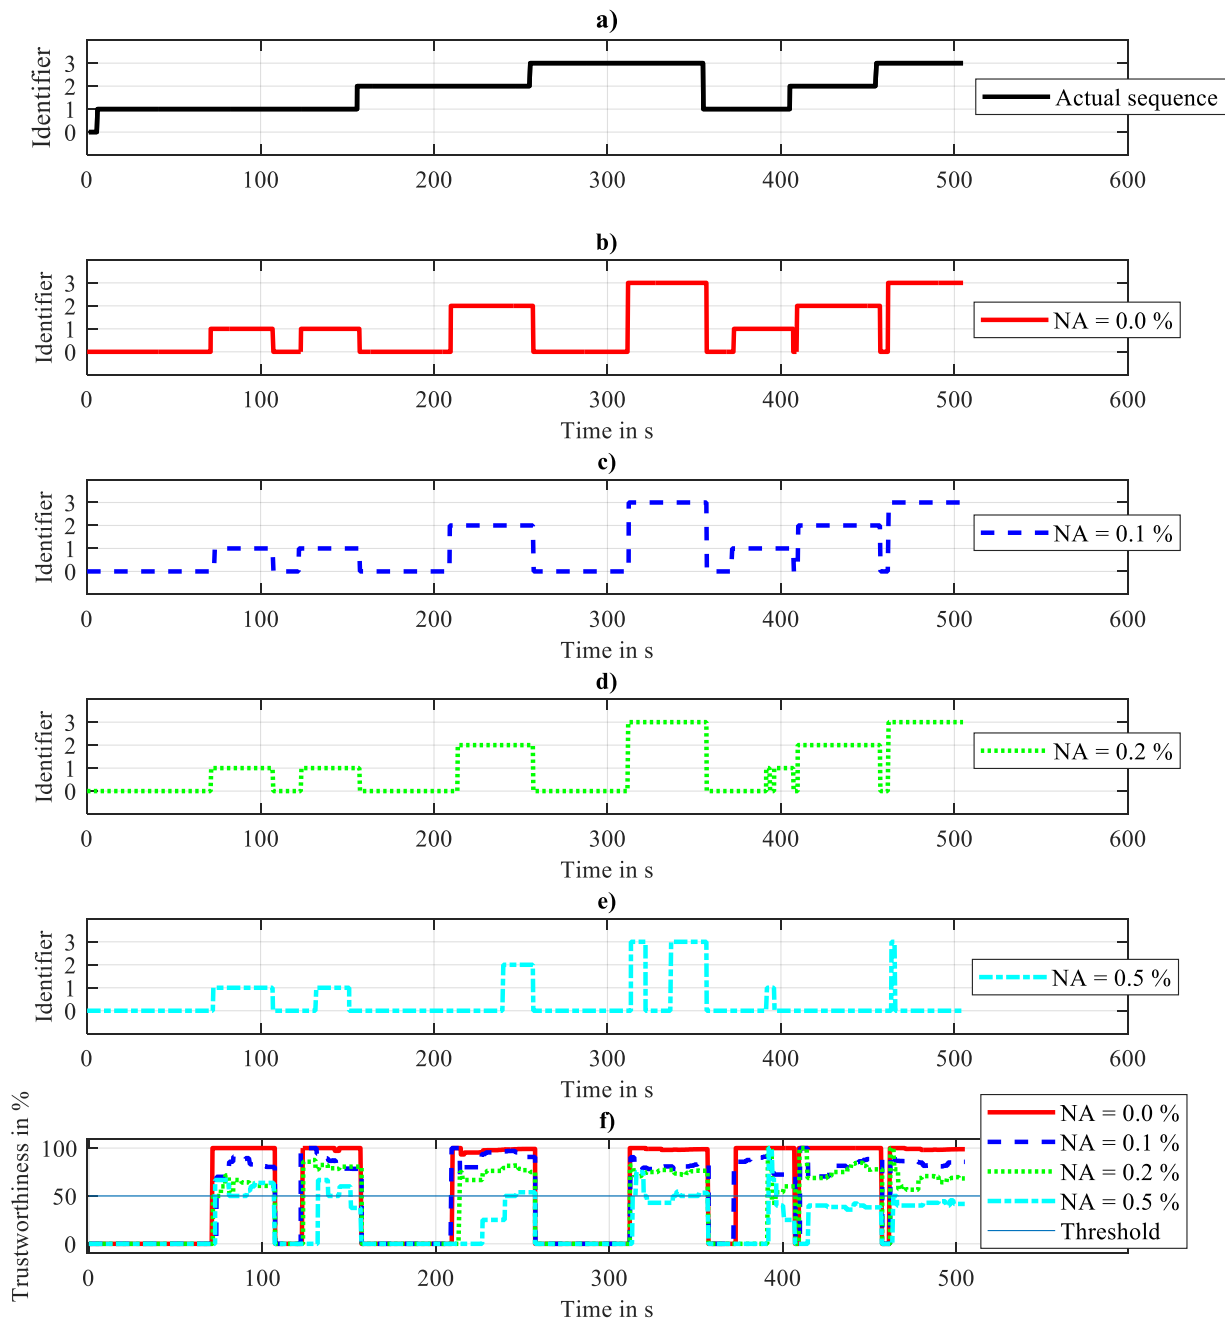 a)
Identifier
3
2
1
0
Actual sequence
0 100 200 300 400 500 600
b)
Identifier
3
2
1
0
NA = 0.0 %
0 100 200 300 400 500 600
Time in s
c)
Identifier
3
2
1
0
NA = 0.1 %
0 100 200 300 400 500 600
Time in s
d)
Identifier
3
2
1
0
NA = 0.2 %
0 100 200 300 400 500 600
Time in s
e)
Identifier
3
2
1
0
NA = 0.5 %
0 100 200 300 400 500 600
Time in s
f)
Trustworthiness in %
100
50
0
NA = 0.0 %
NA = 0.1 %
NA = 0.2 %
NA = 0.5 %
Threshold
0 100 200 300 400 500
Time in s